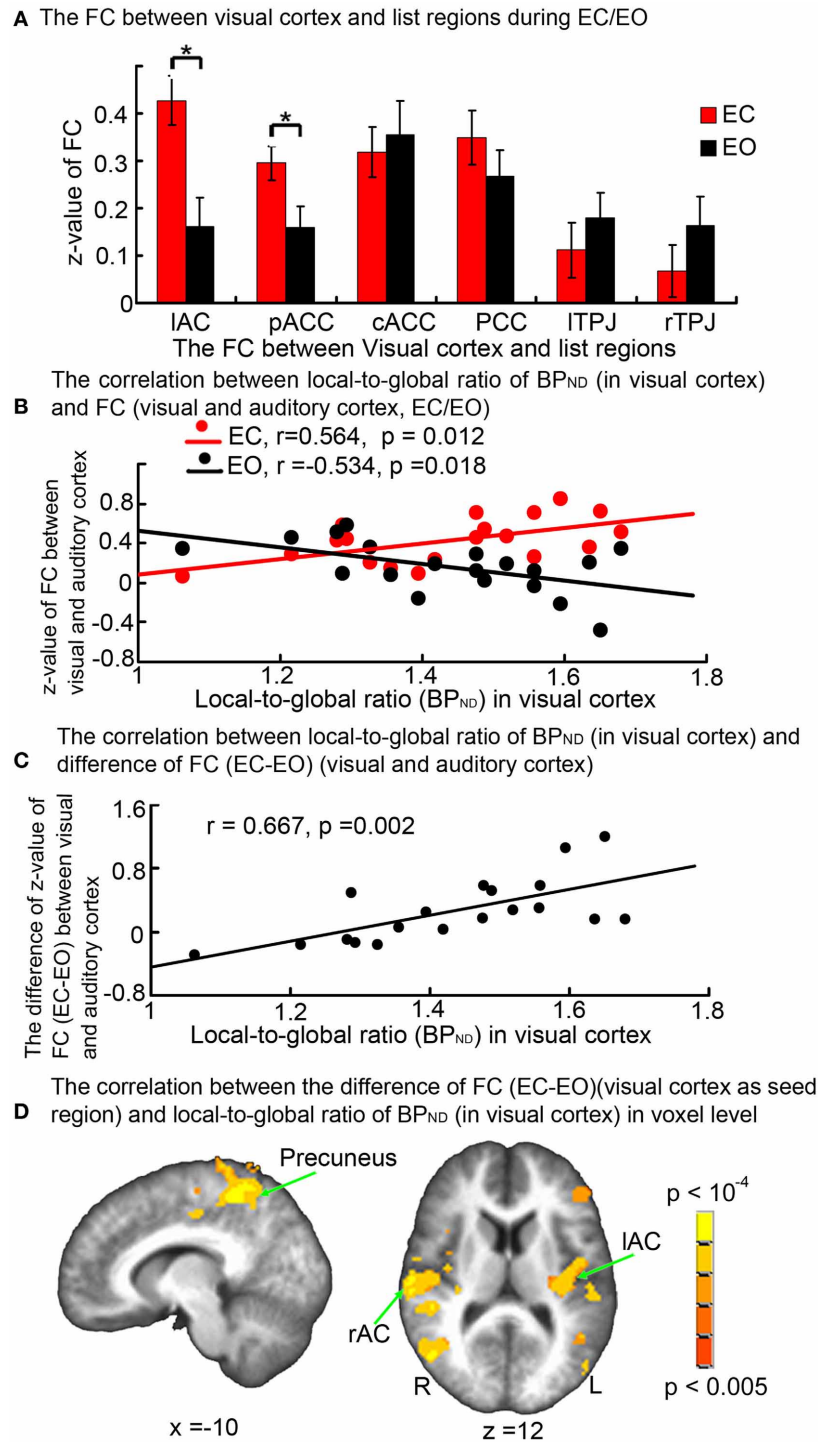 A The FC between visual cortex and list regions during EC/EO
*
*
EC
EO
z-value of FC
0.4
0.3
0.2
0.1
0
lAC pACC cACC PCC lTPJ rTPJ
The FC between Visual cortex and list regions
The correlation between local-to-global ratio of BPND (in visual cortex)
B and FC (visual and auditory cortex, EC/EO)
EC, r=0.564, p = 0.012
EO, r =-0.534, p =0.018
z-value of FC between
visual and auditory cortex
0.8
0.4
0
-0.4
-0.8
1 1.2 1.4 1.6 1.8
Local-to-global ratio (BPND) in visual cortex
The correlation between local-to-global ratio of BPND (in visual cortex) and
C difference of FC (EC-EO) (visual and auditory cortex)
r = 0.667, p =0.002
The difference of z-value of
FC (EC-EO) between visual
and auditory cortex
1.6
0.8
0
-0.8
1 1.2 1.4 1.6 1.8
Local-to-global ratio (BPND) in visual cortex
The correlation between the difference of FC (EC-EO)(visual cortex as seed
D region) and local-to-global ratio of BPND (in visual cortex) in voxel level
Precuneus
p < 10-4
lAC
rAC
R L
p < 0.005
x =-10 z =12